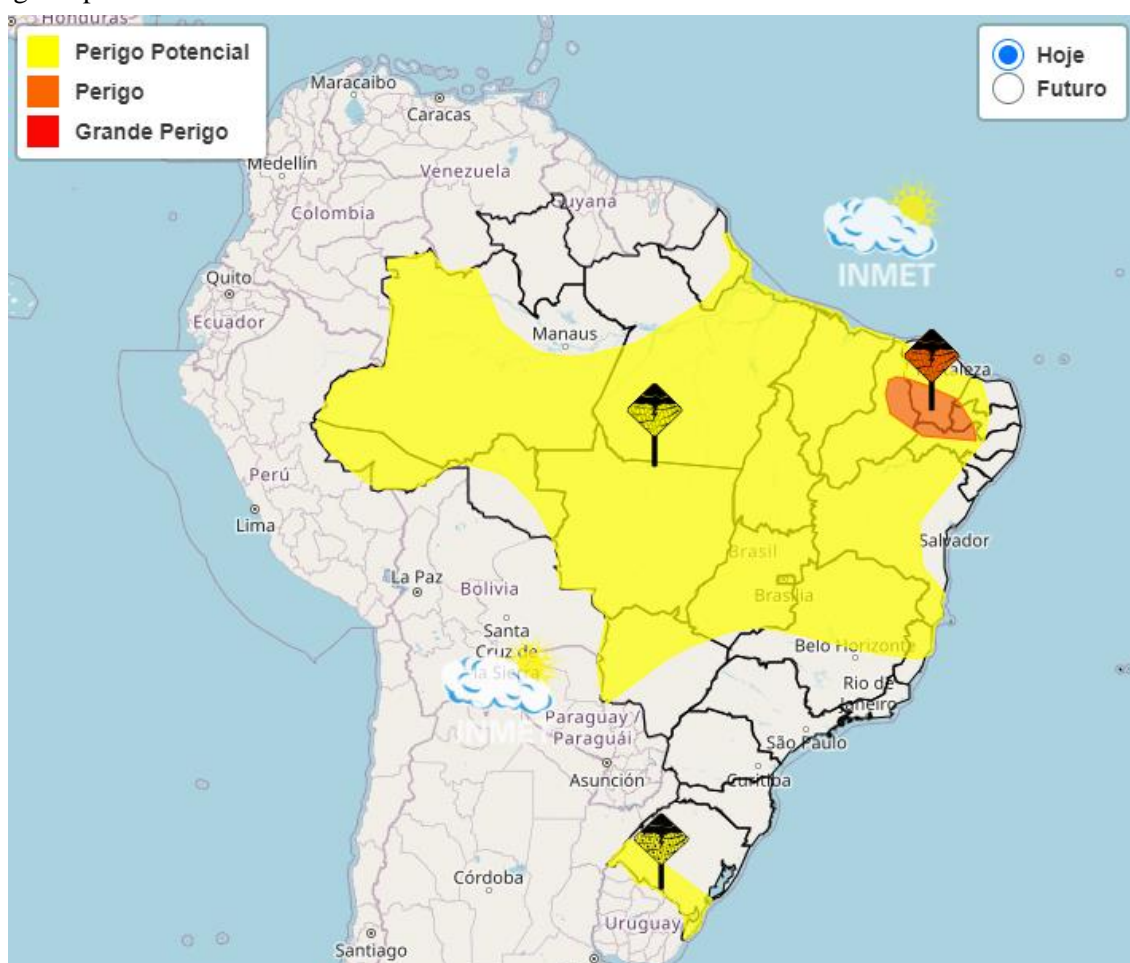 Honduras
Perigo Potencial
Perigo
Grande Perigo
Hoje
Futuro
Maracaibo
Caracas
Medellín
Venezuela
Guyana
Colombia
INMET
Quito
Ecuador
Manaus
Perú
Lima
Salvador
Brasil
Brasília
La Paz
Bolivia
Santa
Cruz de
la Sierra
Belo Horizonte
INMET
Rio de
Janeiro
Paraguay /
Paraguái
São Paulo
Asunción
Curitiba
Córdoba
Uruguay
Santiago